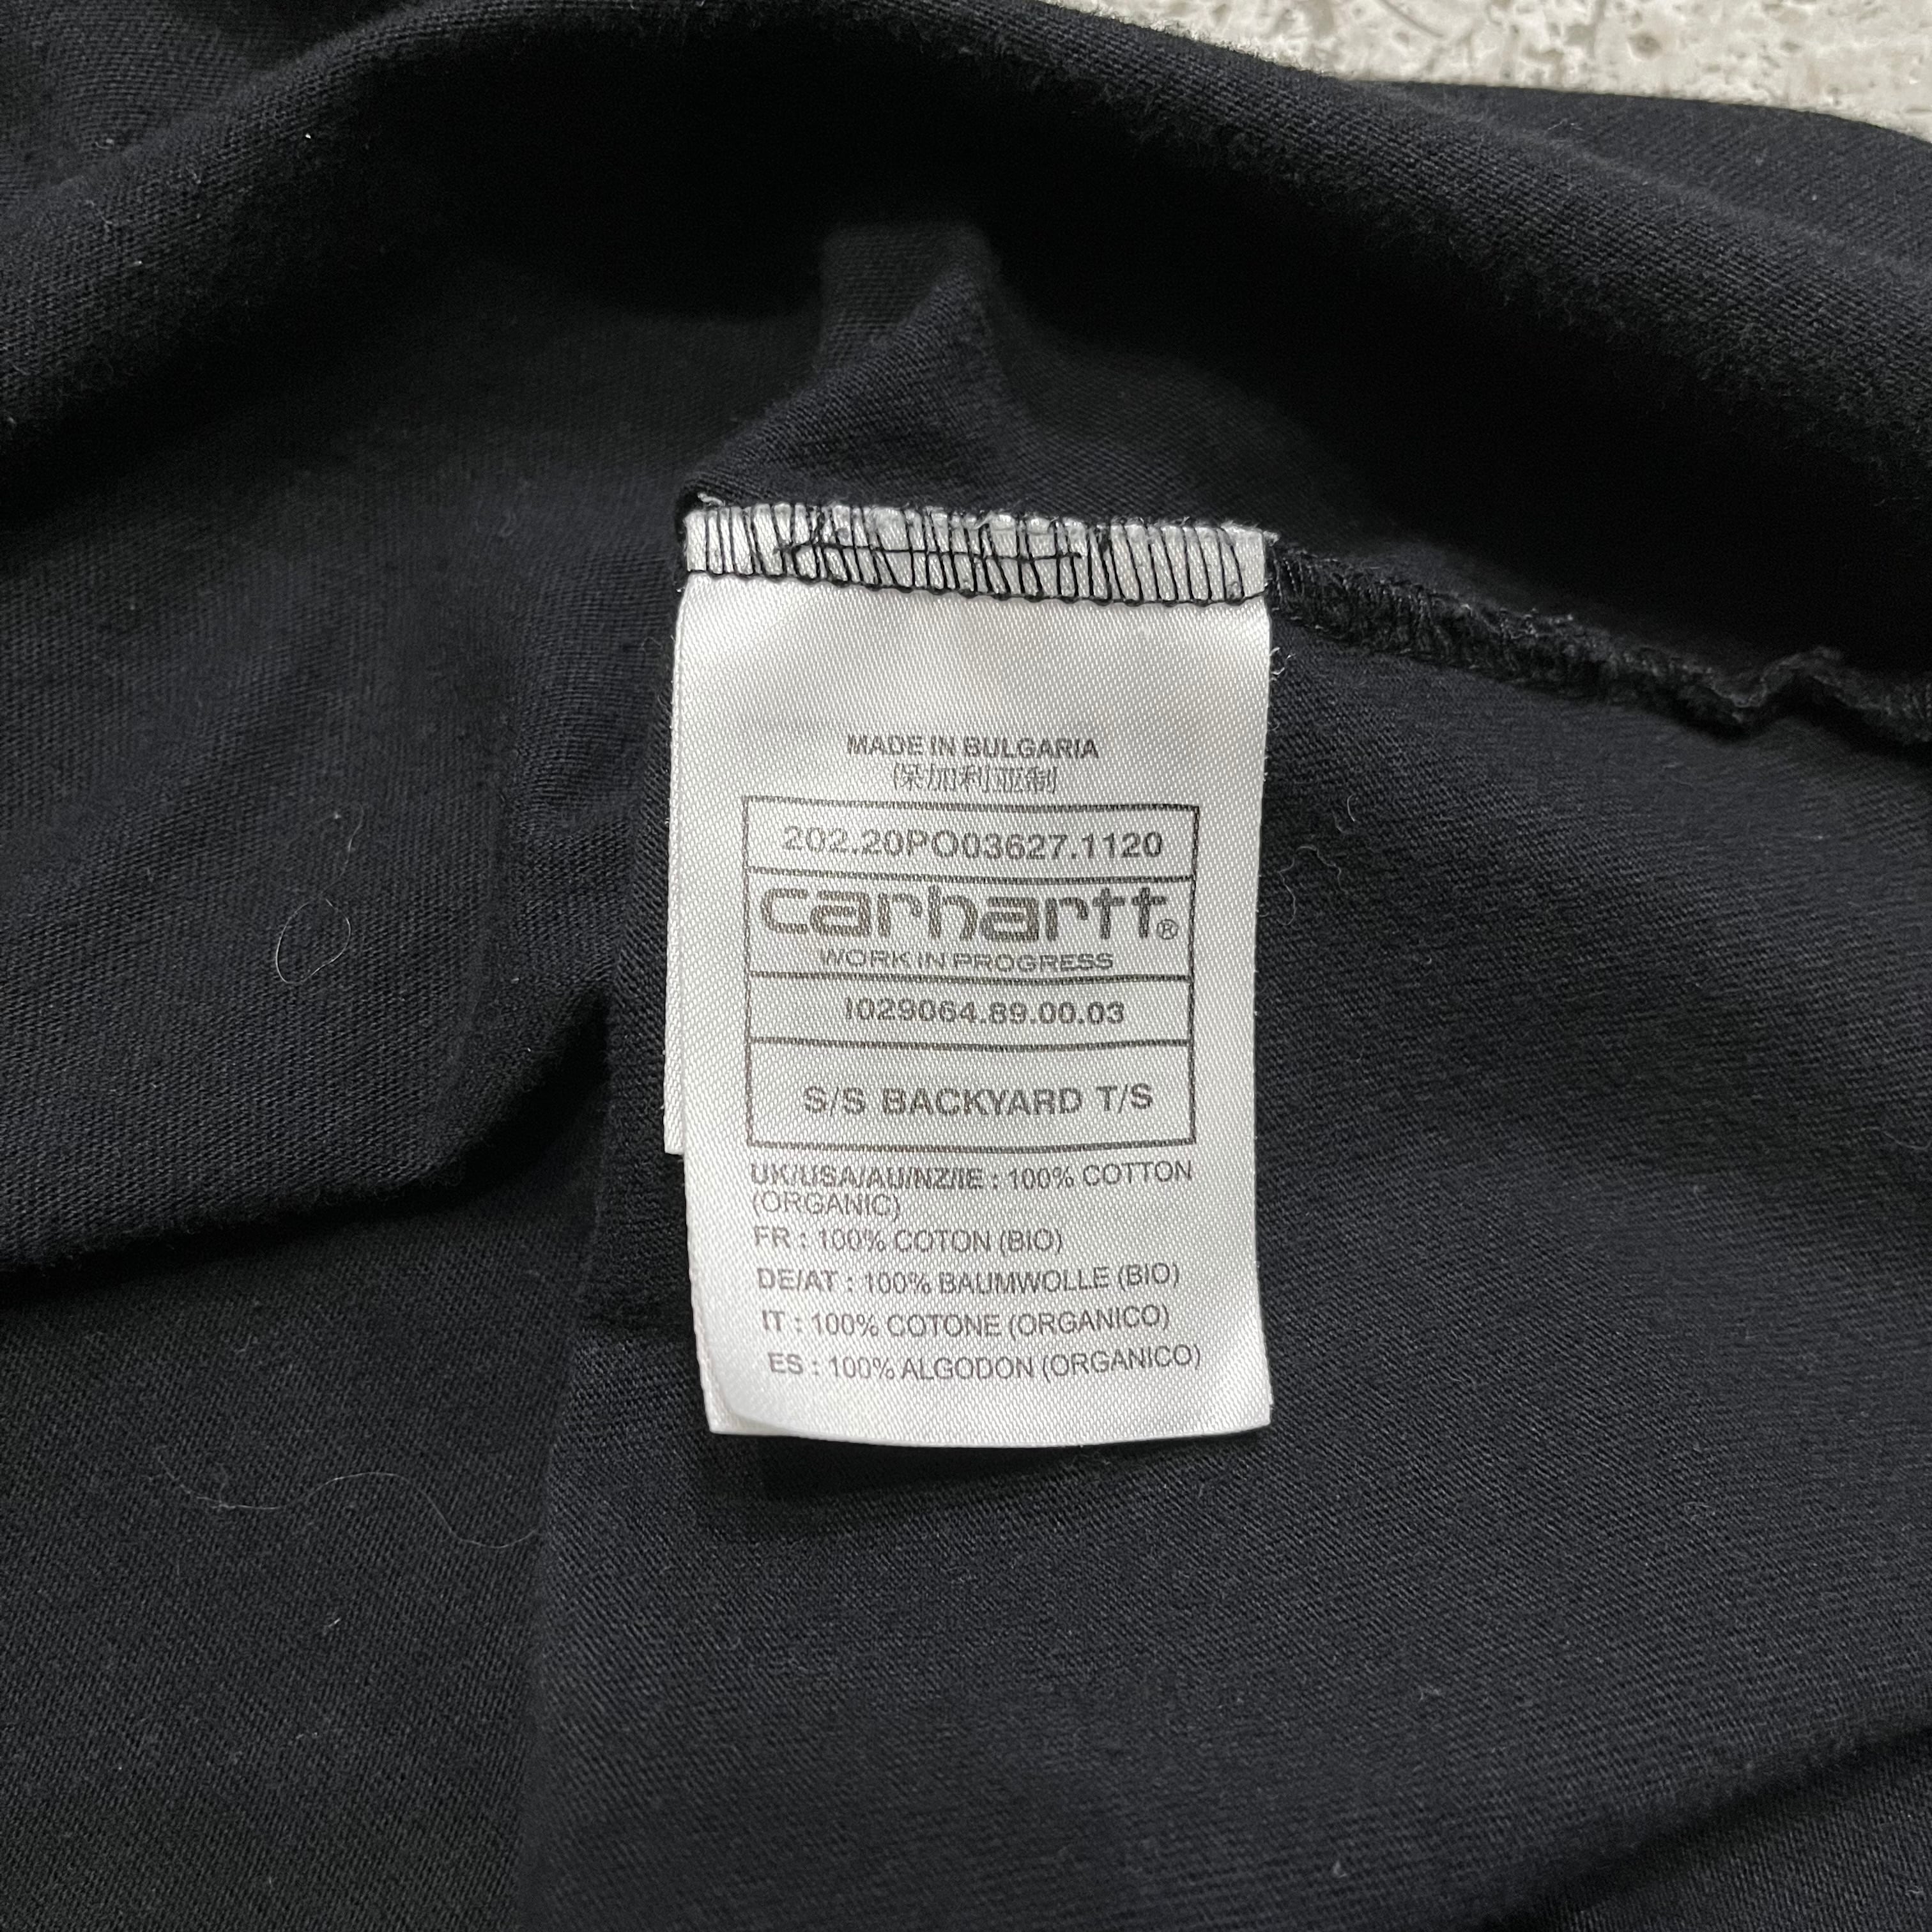 MADE IN BULGARIA
保加利亚制
202.20PO03627.1120
carhartt®
WORK IN PROGRESS
I029064.89.00.03
S/S BACKYARD T/S
UK/USA/AU/NZ/IE : 100% COTTON
(ORGANIC)
FR : 100% COTON (BIO)
DE/AT : 100% BAUMWOLLE (BIO)
IT : 100% COTONE (ORGANICO)
ES : 100% ALGODON (ORGANICO)